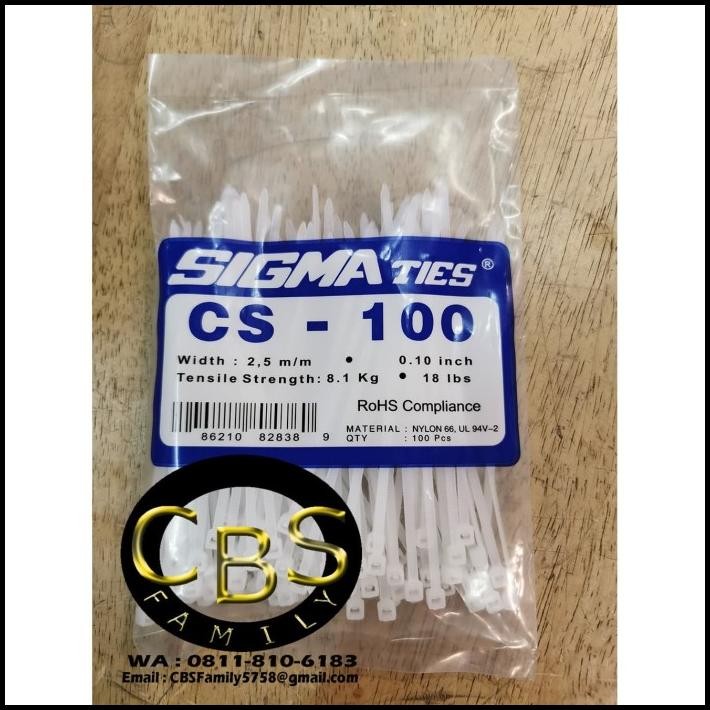 SIGMA TIES®
CS - 100
Width : 2,5 m/m • 0.10 inch
Tensile Strength: 8.1 Kg • 18 lbs
RoHS Compliance
86210 82838 9
MATERIAL : NYLON 66, UL 94V-2
QTY : 100 Pcs
CBS
FAMILY
WA : 0811-810-6183
Email : CBSFamily5758@gmail.com